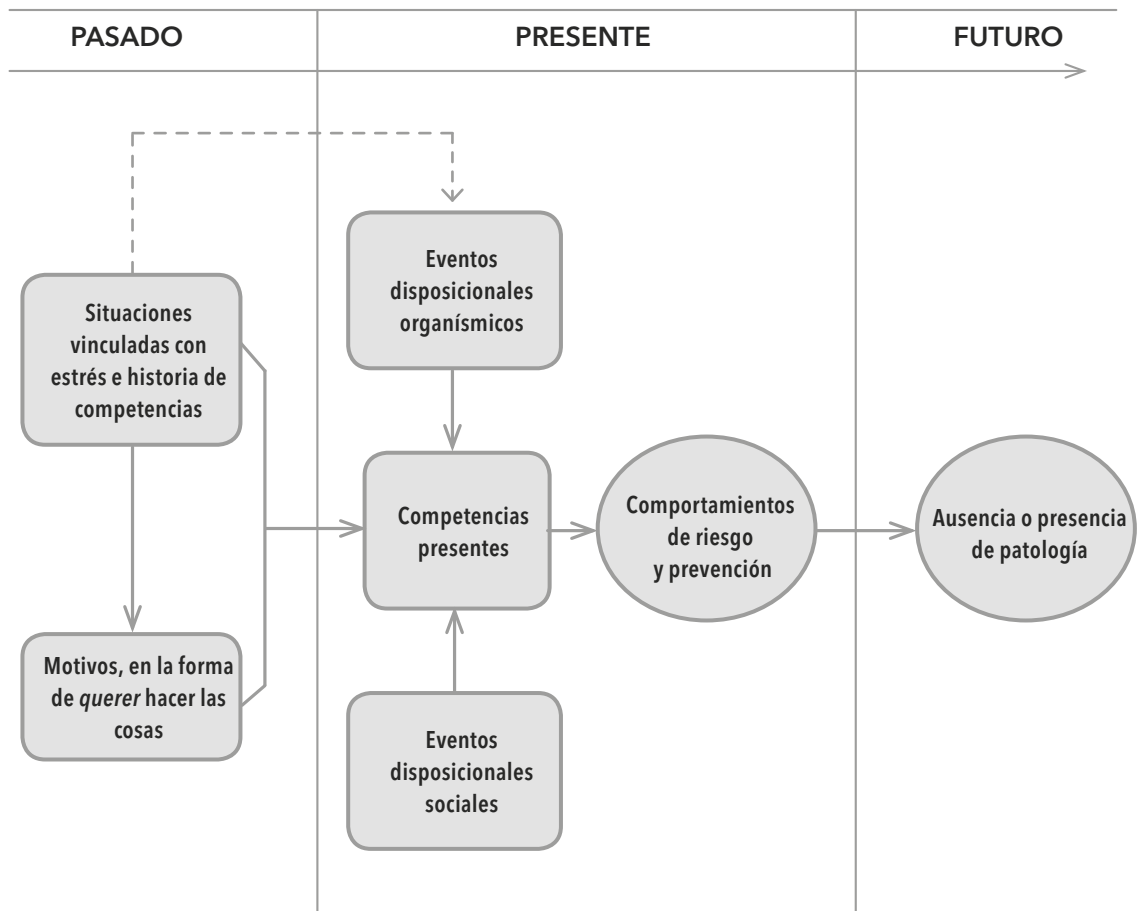 PASADO
PRESENTE
FUTURO
Situaciones
vinculadas con
estrés e historia de
competencias
Motivos, en la forma
de querer hacer las
cosas
Eventos
disposicionales
organísmicos
Competencias
presentes
Eventos
disposicionales
sociales
Comportamientos
de riesgo
y prevención
Ausencia o presencia
de patología